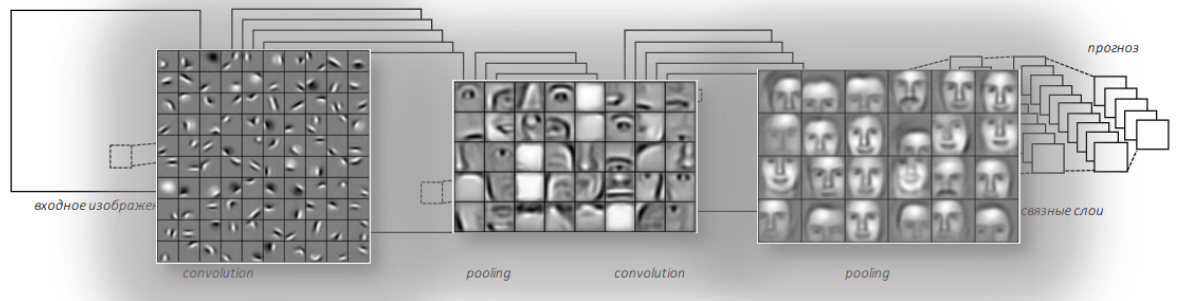 прогноз
входное изображен
связные слои
convolution
pooling
convolution
pooling